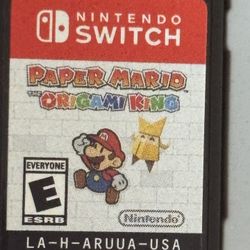 NINTENDO
SWITCH
PAPER MARIO
THE ORIGAMI KING
EVERYONE
E
ESRB
Nintendo
LA-H-ARUUA-USA